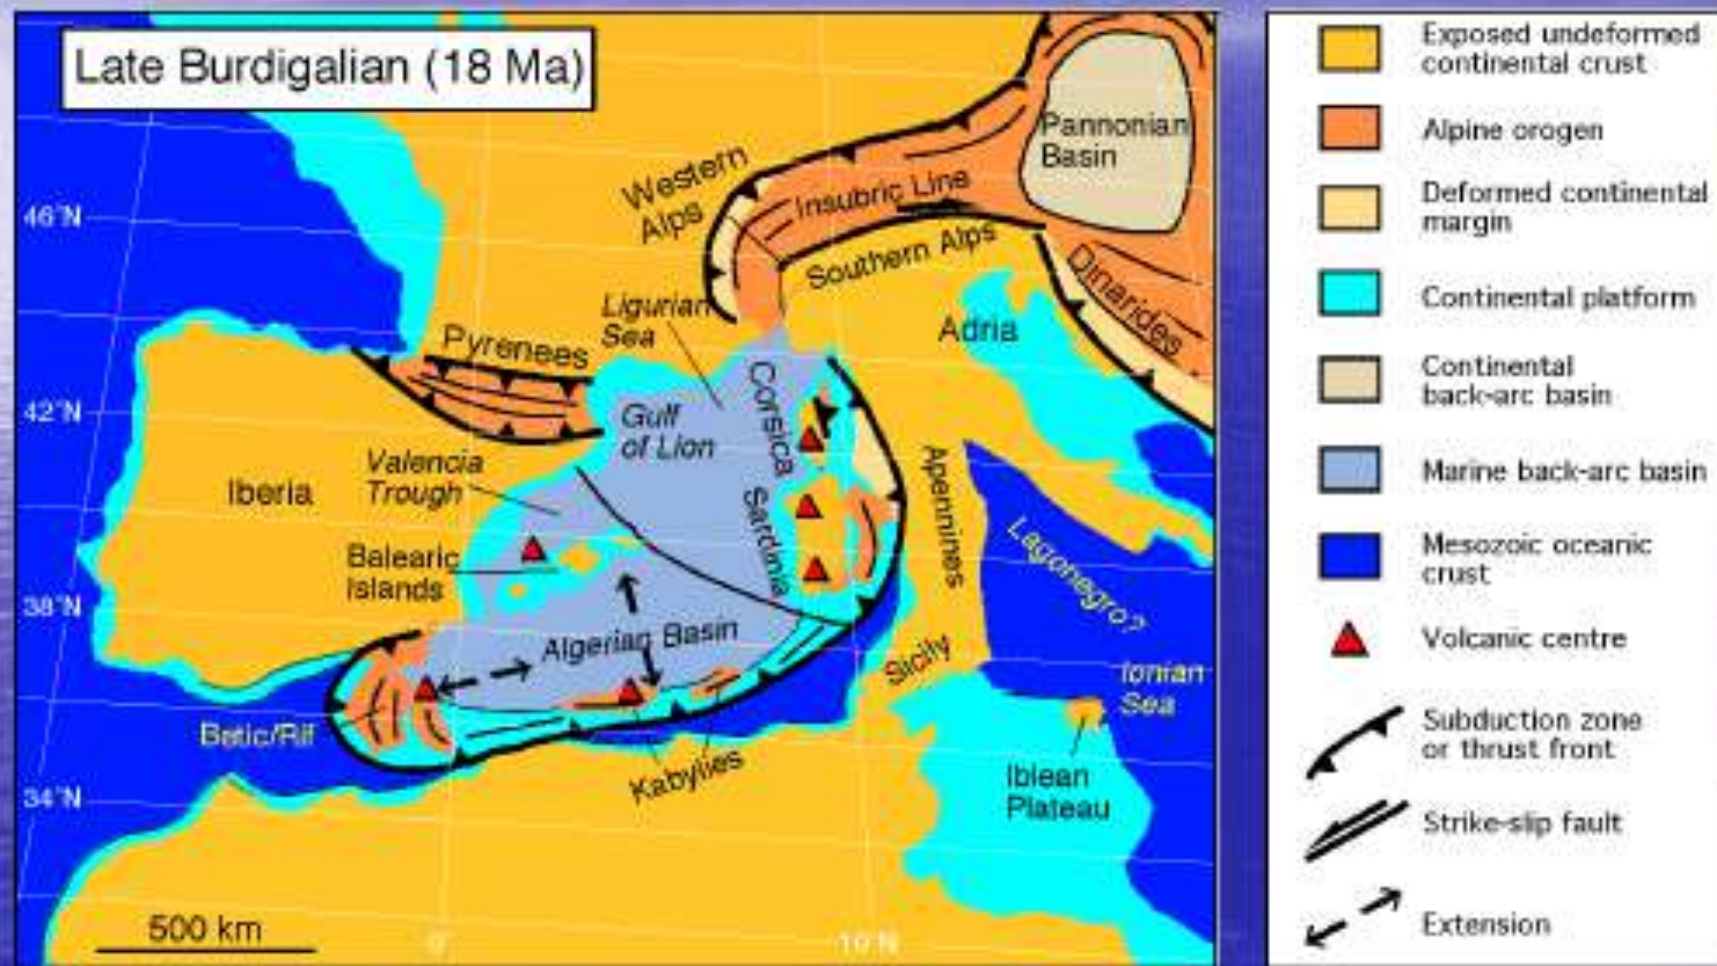 Late Burdigalian (18 Ma)
Pannonian
Basin
Western
Alps
Insubric Line
46°N
Southern Alps
Dinarides
Ligurian
Sea
Adria
Pyrenees
42°N
Gulf
of Lion
Corsica
Valencia
Trough
Apennines
Iberia
Sardinia
Lagonegro?
Balearic
Islands
38°N
Algerian Basin
Sicily
Ionian
Sea
Betic/Rif
Kabylies
Iblean
Plateau
34°N
500 km
0°
10°N
Exposed undeformed
continental crust
Alpine orogen
Deformed continental
margin
Continental platform
Continental
back-arc basin
Marine back-arc basin
Mesozoic oceanic
crust
Volcanic centre
Subduction zone
or thrust front
Strike-slip fault
Extension